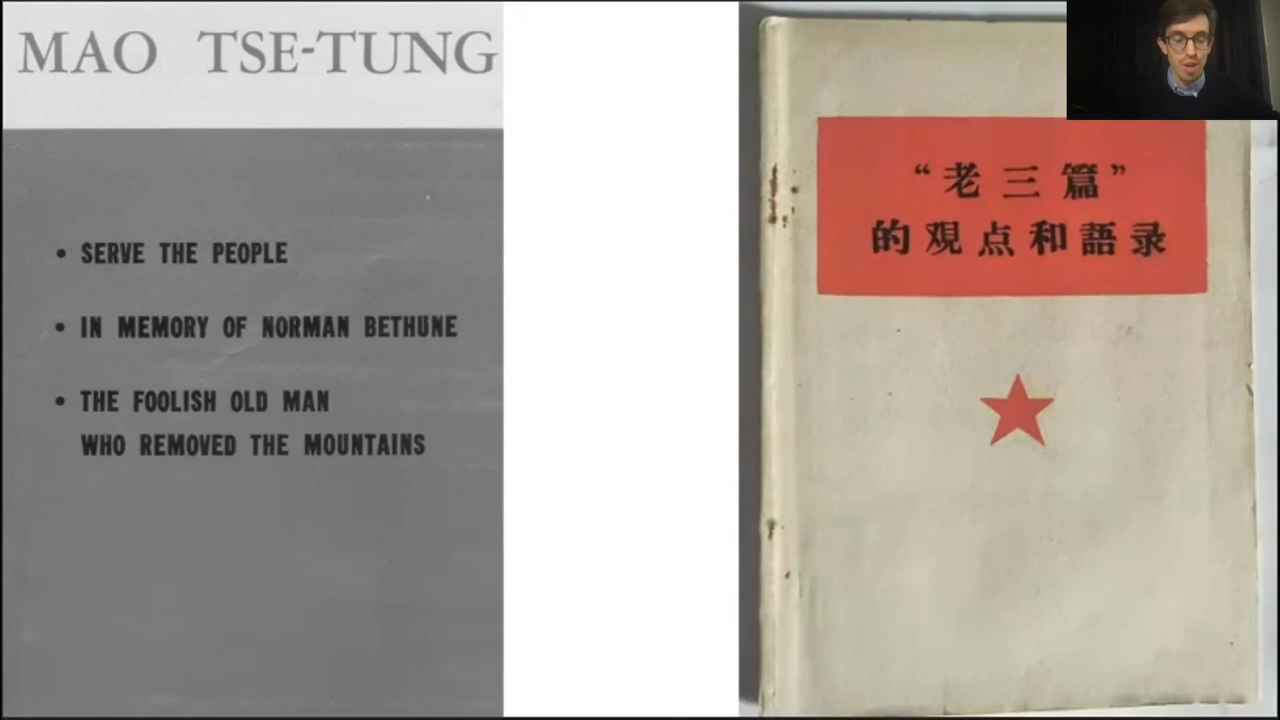 MAO TSE-TUNG
• SERVE THE PEOPLE
• IN MEMORY OF NORMAN BETHUNE
• THE FOOLISH OLD MAN
WHO REMOVED THE MOUNTAINS
“老三篇”
的观点和語录